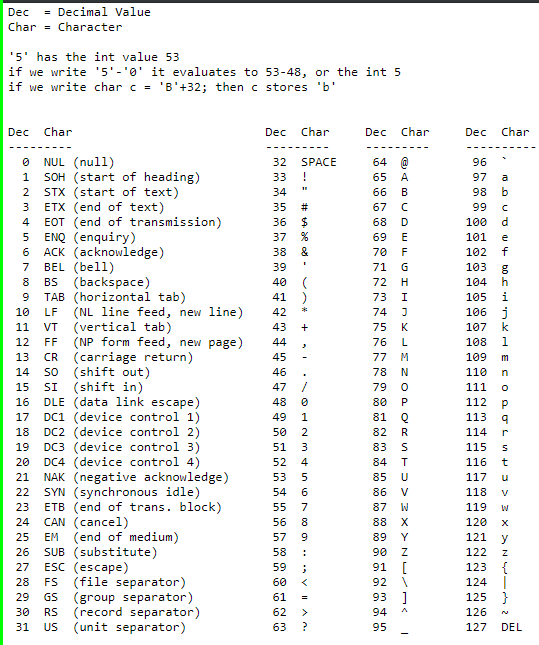 Dec  = Decimal Value
Char = Character
'5' has the int value 53
if we write '5'-'0' it evaluates to 53-48, or the int 5
if we write char c = 'B'+32; then c stores 'b'
Dec  Char                           Dec  Char     Dec  Char     Dec  Char
---------                           ---------     ---------     ----------
  0  NUL (null)                      32  SPACE     64  @         96  `
  1  SOH (start of heading)          33  !         65  A         97  a
  2  STX (start of text)             34  "         66  B         98  b
  3  ETX (end of text)               35  #         67  C         99  c
  4  EOT (end of transmission)       36  $         68  D        100  d
  5  ENQ (enquiry)                   37  %         69  E        101  e
  6  ACK (acknowledge)               38  &         70  F        102  f
  7  BEL (bell)                      39  '         71  G        103  g
  8  BS  (backspace)                 40  (         72  H        104  h
  9  TAB (horizontal tab)            41  )         73  I        105  i
 10  LF  (NL line feed, new line)    42  *         74  J        106  j
 11  VT  (vertical tab)              43  +         75  K        107  k
 12  FF  (NP form feed, new page)    44  ,         76  L        108  l
 13  CR  (carriage return)           45  -         77  M        109  m
 14  SO  (shift out)                 46  .         78  N        110  n
 15  SI  (shift in)                  47  /         79  O        111  o
 16  DLE (data link escape)          48  0         80  P        112  p
 17  DC1 (device control 1)          49  1         81  Q        113  q
 18  DC2 (device control 2)          50  2         82  R        114  r
 19  DC3 (device control 3)          51  3         83  S        115  s
 20  DC4 (device control 4)          52  4         84  T        116  t
 21  NAK (negative acknowledge)      53  5         85  U        117  u
 22  SYN (synchronous idle)          54  6         86  V        118  v
 23  ETB (end of trans. block)       55  7         87  W        119  w
 24  CAN (cancel)                    56  8         88  X        120  x
 25  EM  (end of medium)             57  9         89  Y        121  y
 26  SUB (substitute)                58  :         90  Z        122  z
 27  ESC (escape)                    59  ;         91  [        123  {
 28  FS  (file separator)            60  <         92  \        124  |
 29  GS  (group separator)           61  =         93  ]        125  }
 30  RS  (record separator)          62  >         94  ^        126  ~
 31  US  (unit separator)            63  ?         95  _        127  DEL